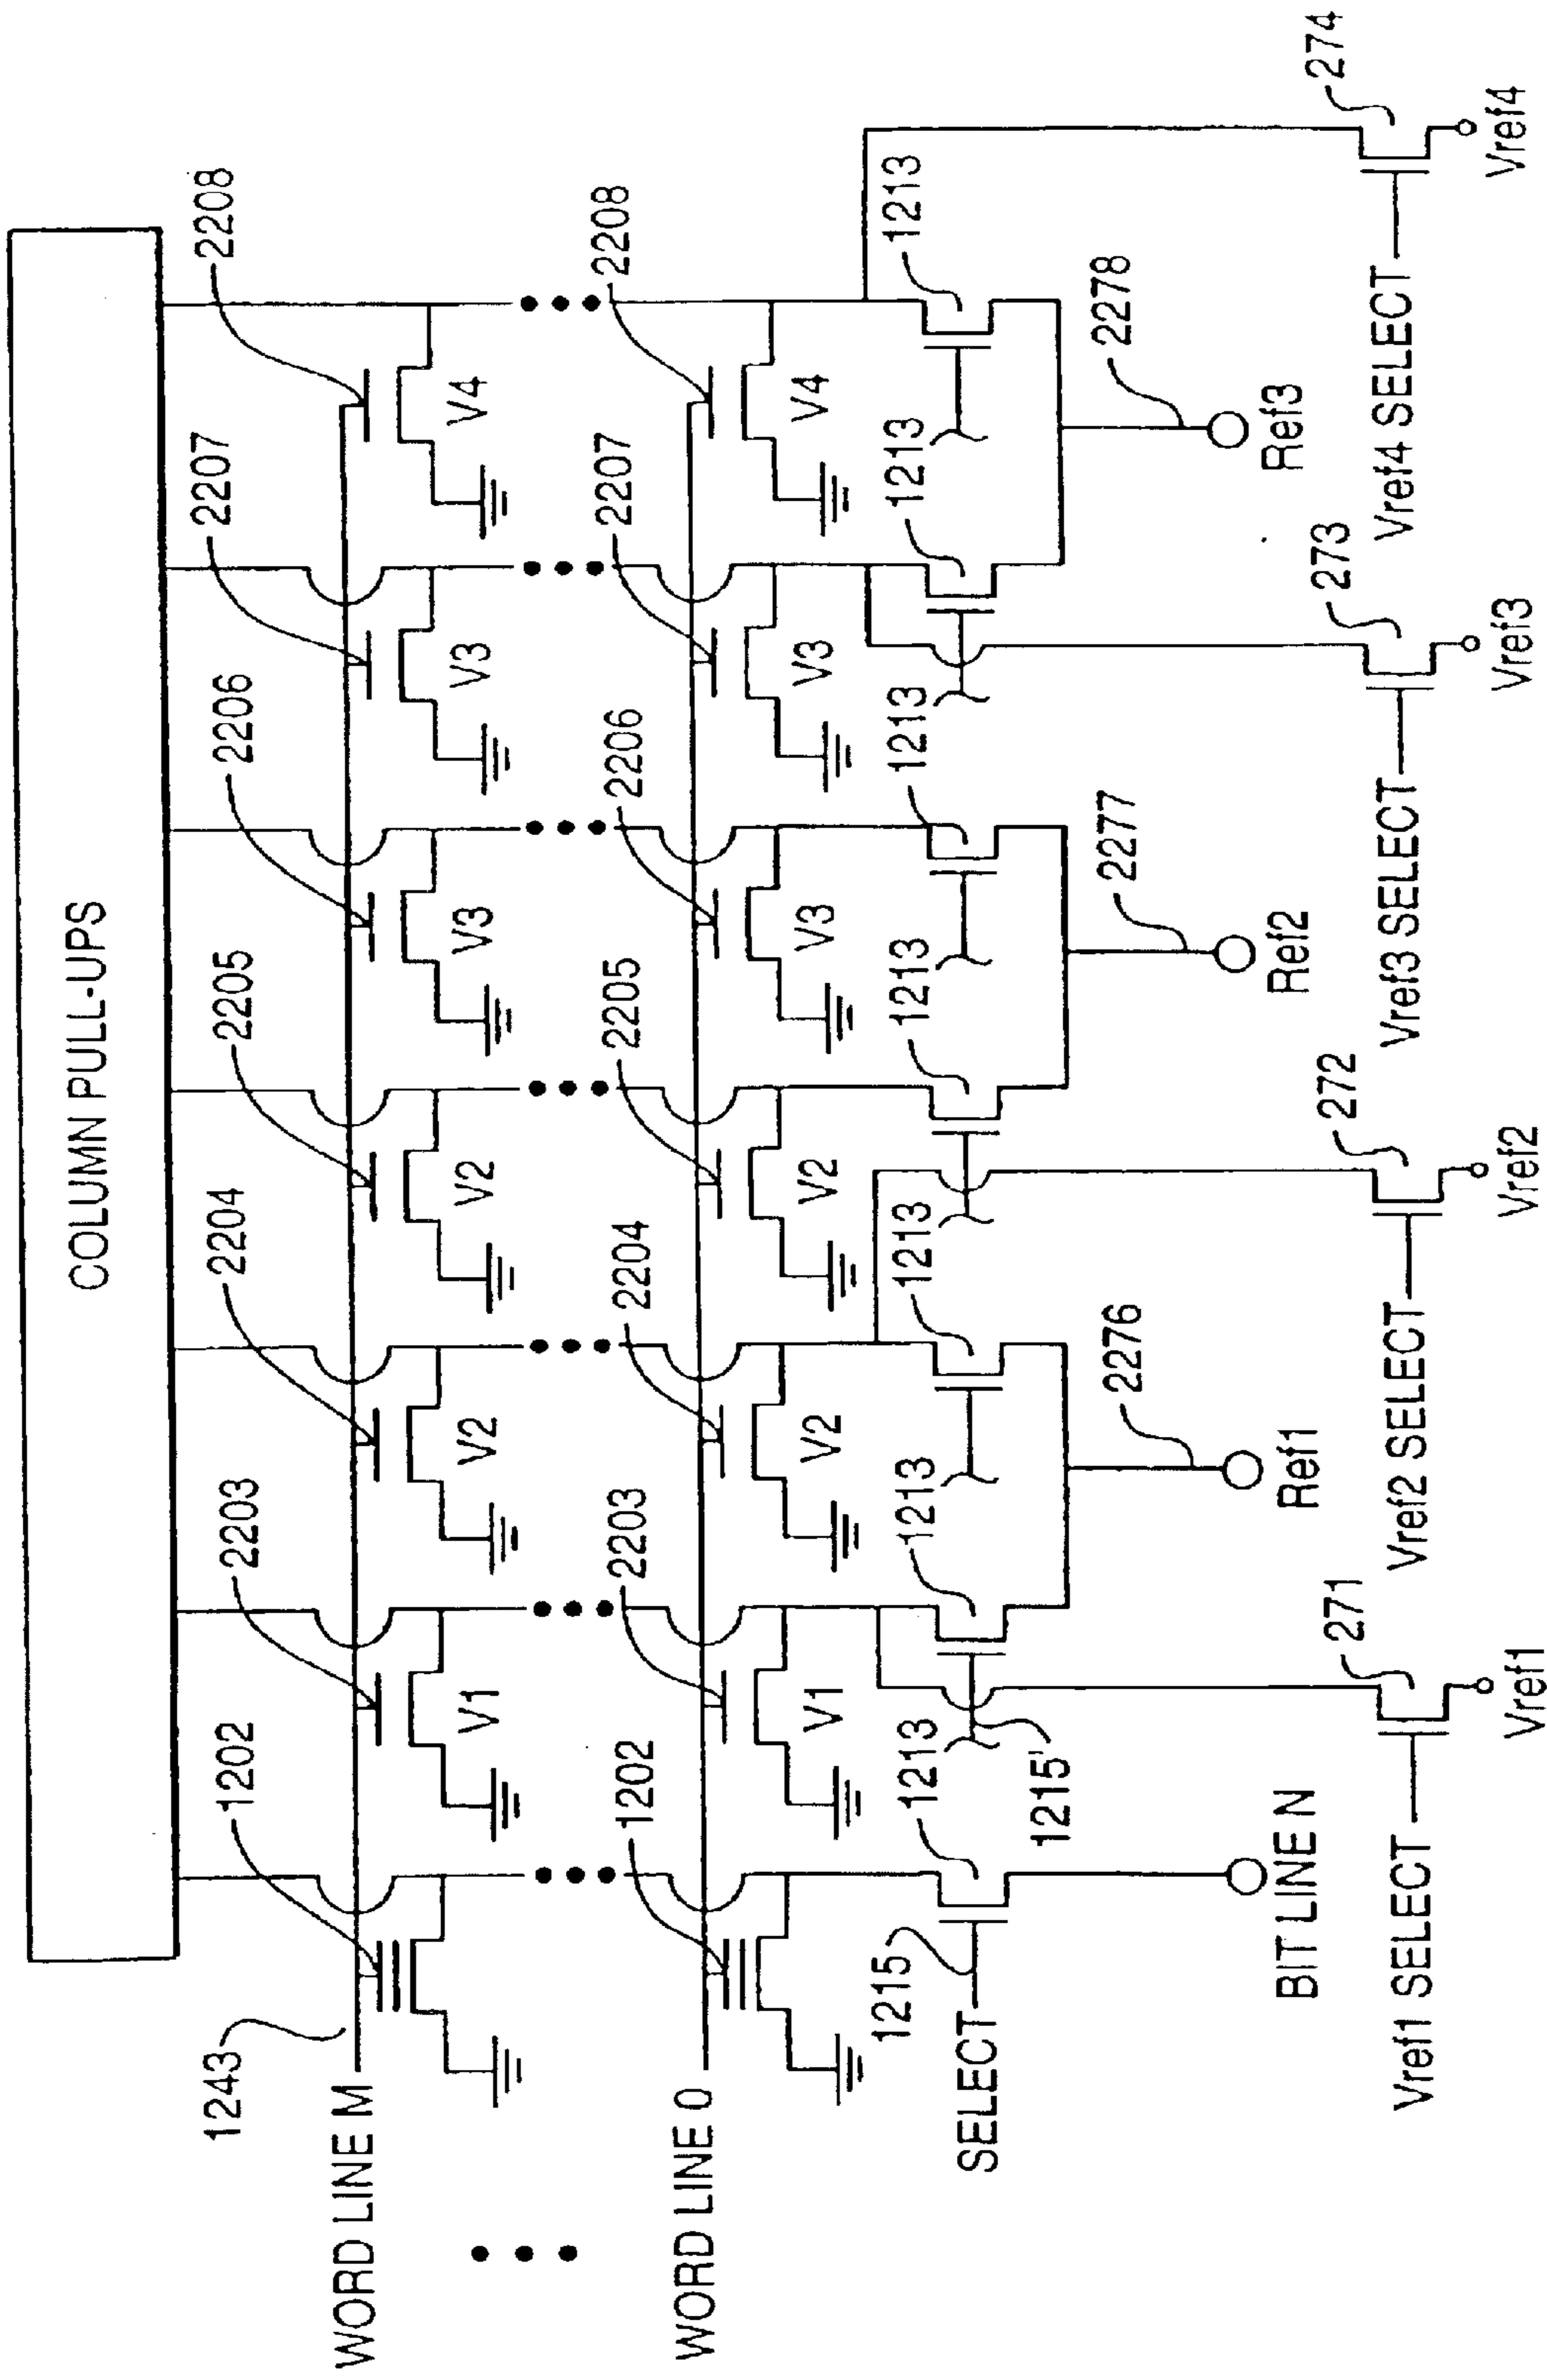 COLUMN PULL-UPS
1243
1202
2203
2204
2205
2206
2207
2208
WORD LINE M
V1
V2
V2
V3
V3
V4
1202
2203
2204
2205
2206
2207
2208
WORD LINE 0
V1
V2
V2
V3
V3
V4
1215
SELECT
1213
1215'
1213
1213
1213
1213
1213
1213
2276
2277
2278
BIT LINE N
Ref1
Ref2
Ref3
271
272
273
274
Vref1 SELECT
Vref2 SELECT
Vref3 SELECT
Vref4 SELECT
Vref1
Vref2
Vref3
Vref4